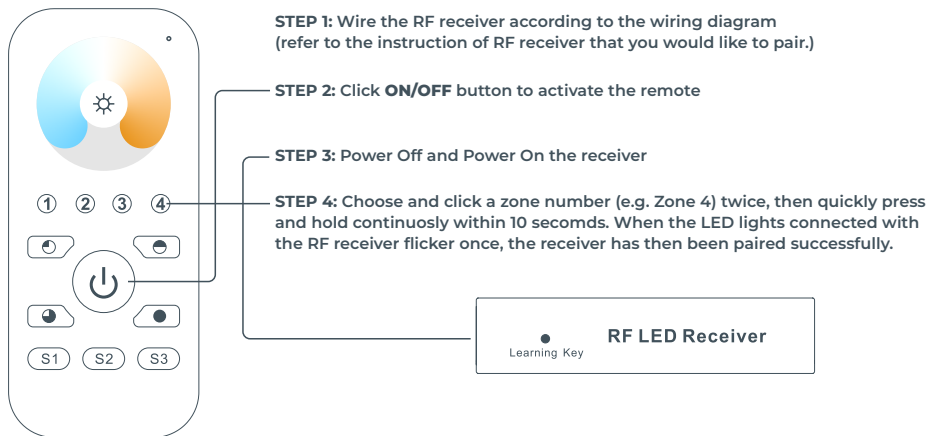 STEP 1: Wire the RF receiver according to the wiring diagram
(refer to the instruction of RF receiver that you would like to pair.)
STEP 2: Click ON/OFF button to activate the remote
STEP 3: Power Off and Power On the receiver
1 2 3 4
STEP 4: Choose and click a zone number (e.g. Zone 4) twice, then quickly press
and hold continuosly within 10 secomds. When the LED lights connected with
the RF receiver flicker once, the receiver has then been paired successfully.
RF LED Receiver
Learning Key
S1 S2 S3